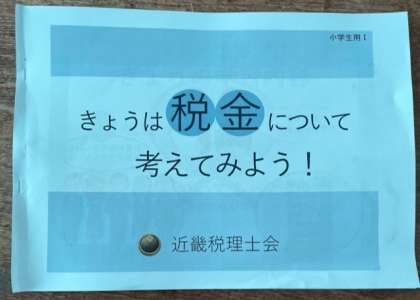 小学生用Ⅰ
きょうは税金について
考えてみよう！
近畿税理士会